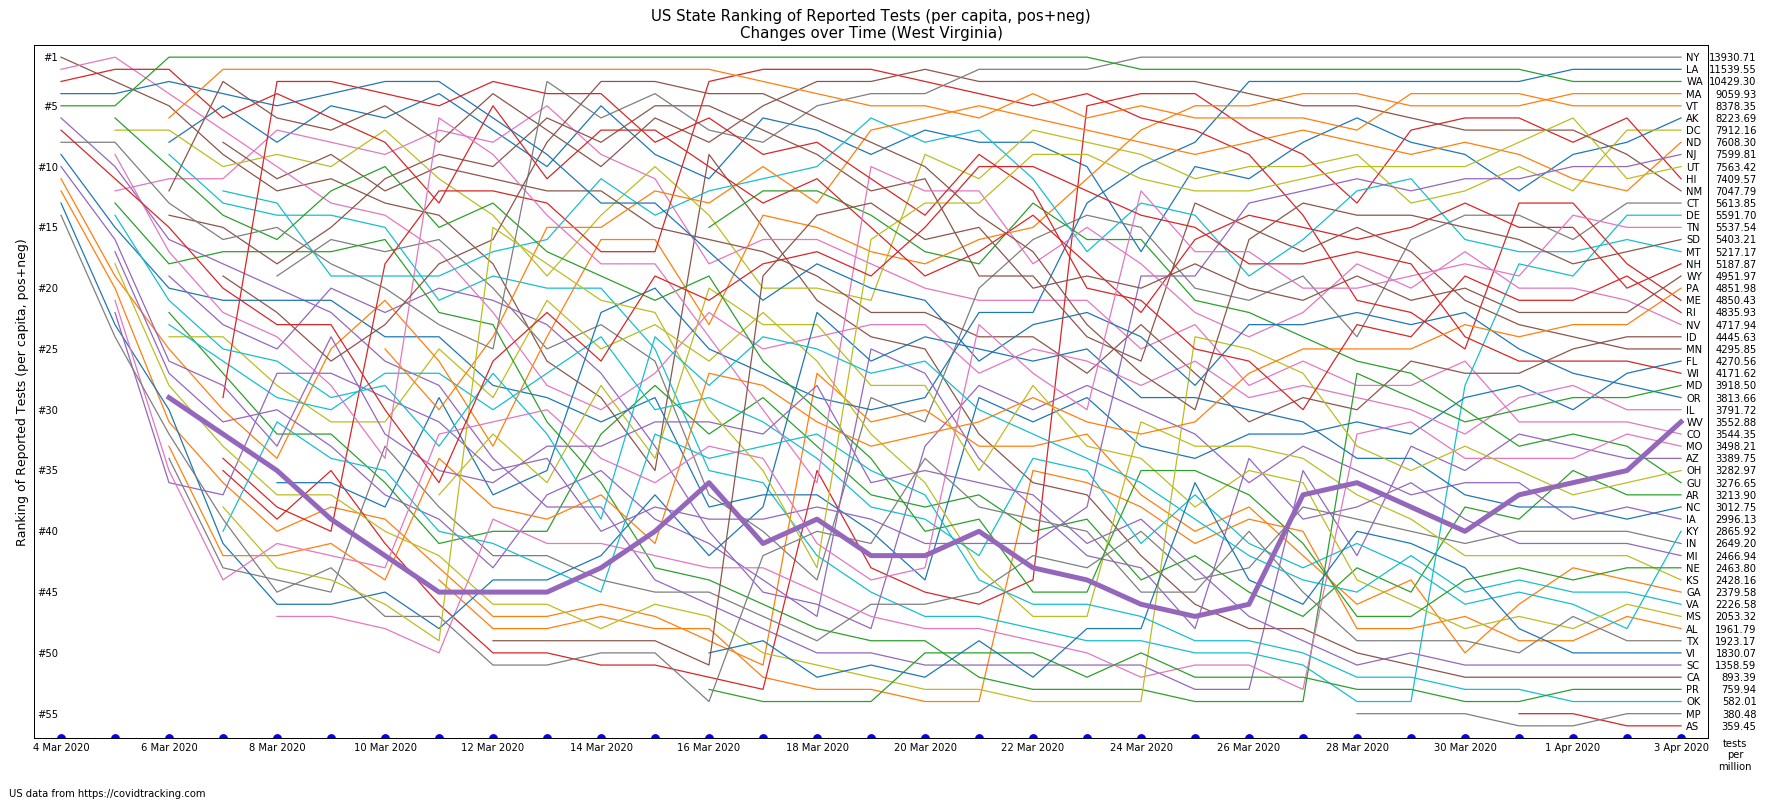 US State Ranking of Reported Tests (per capita, pos+neg)
Changes over Time (West Virginia)
Ranking of Reported Tests (per capita, pos+neg)
#1
#5
#10
#15
#20
#25
#30
#35
#40
#45
#50
#55
NY 13930.71
LA 11539.55
WA 10429.30
MA 9059.93
VT 8378.35
AK 8223.69
DC 7912.16
ND 7608.30
NJ 7599.81
UT 7563.42
HI 7409.57
NM 7047.79
CT 5613.85
DE 5591.70
TN 5537.54
SD 5403.21
MT 5217.17
NH 5187.87
WY 4951.97
PA 4851.98
ME 4850.43
RI 4835.93
NV 4717.94
ID 4445.63
MN 4295.85
FL 4270.56
WI 4171.62
MD 3918.50
OR 3813.66
IL 3791.72
WV 3552.88
CO 3544.35
MO 3498.21
AZ 3389.75
OH 3282.97
GU 3276.65
AR 3213.90
NC 3012.75
IA 2996.13
KY 2865.92
IN 2649.20
MI 2466.94
NE 2463.80
KS 2428.16
GA 2379.58
VA 2226.58
MS 2053.32
AL 1961.79
TX 1923.17
VI 1830.07
SC 1358.59
CA 893.39
PR 759.94
OK 582.01
MP 380.48
AS 359.45
4 Mar 2020 6 Mar 2020 8 Mar 2020 10 Mar 2020 12 Mar 2020 14 Mar 2020 16 Mar 2020 18 Mar 2020 20 Mar 2020 22 Mar 2020 24 Mar 2020 26 Mar 2020 28 Mar 2020 30 Mar 2020 1 Apr 2020 3 Apr 2020
tests
per
million
US data from https://covidtracking.com